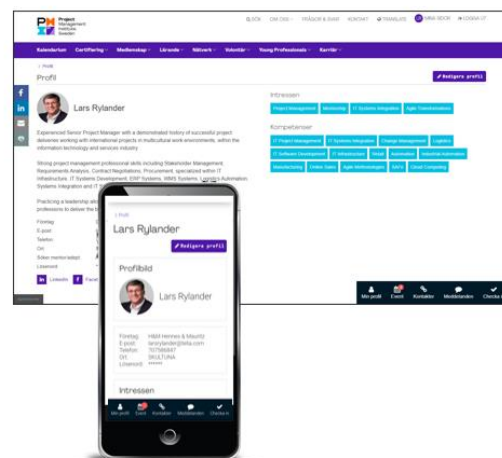 Project
Management
Institute
Sweden
SÖK OM OSS FRÅGOR & SVAR KONTAKT TRANSLATE MINA SIDOR LOGGA UT
Kalendarium Certifiering Medlemskap Lärande Nätverk Volontär Young Professionals Karriär
Profil
Profil
Redigera profil
Lars Rylander
Experienced Senior Project Manager with a demonstrated history of successful project
deliveries working with international projects in multicultural work environments, within the
information technology and services industry.
Strong project management professional skills including Stakeholder Management,
Requirements Analysis, Contract Negotiations, Procurement, specialized within IT
Infrastructure, IT Systems Development, ERP Systems, WMS Systems, Logistics Automation,
Systems Integration and IT
Practicing a leadership
professions to deliver the
Företag
E-post
Telefon
Ort
Söker mentor/adept
Lösenord
LinkedIn
Intressen
Project Management Mentorship IT Systems Integration Agile Transformations
Kompetenser
IT Project Management IT Systems Integration Change Management Logistics
IT Software Development IT Infrastructure Retail Automation Industrial Automation
Manufacturing Online Sales Agile Methodologies SAFe Cloud Computing
Min profil Event Kontakter Meddelanden Checka in
Profil
Lars Rylander
Redigera profil
Profilbild
Lars Rylander
Företag H&M Hennes & Mauritz
E-post larsrylander@telia.com
Telefon
Ort SKULTUNA
Lösenord ******
Intressen
Min profil Event Kontakter Meddelanden Checka in